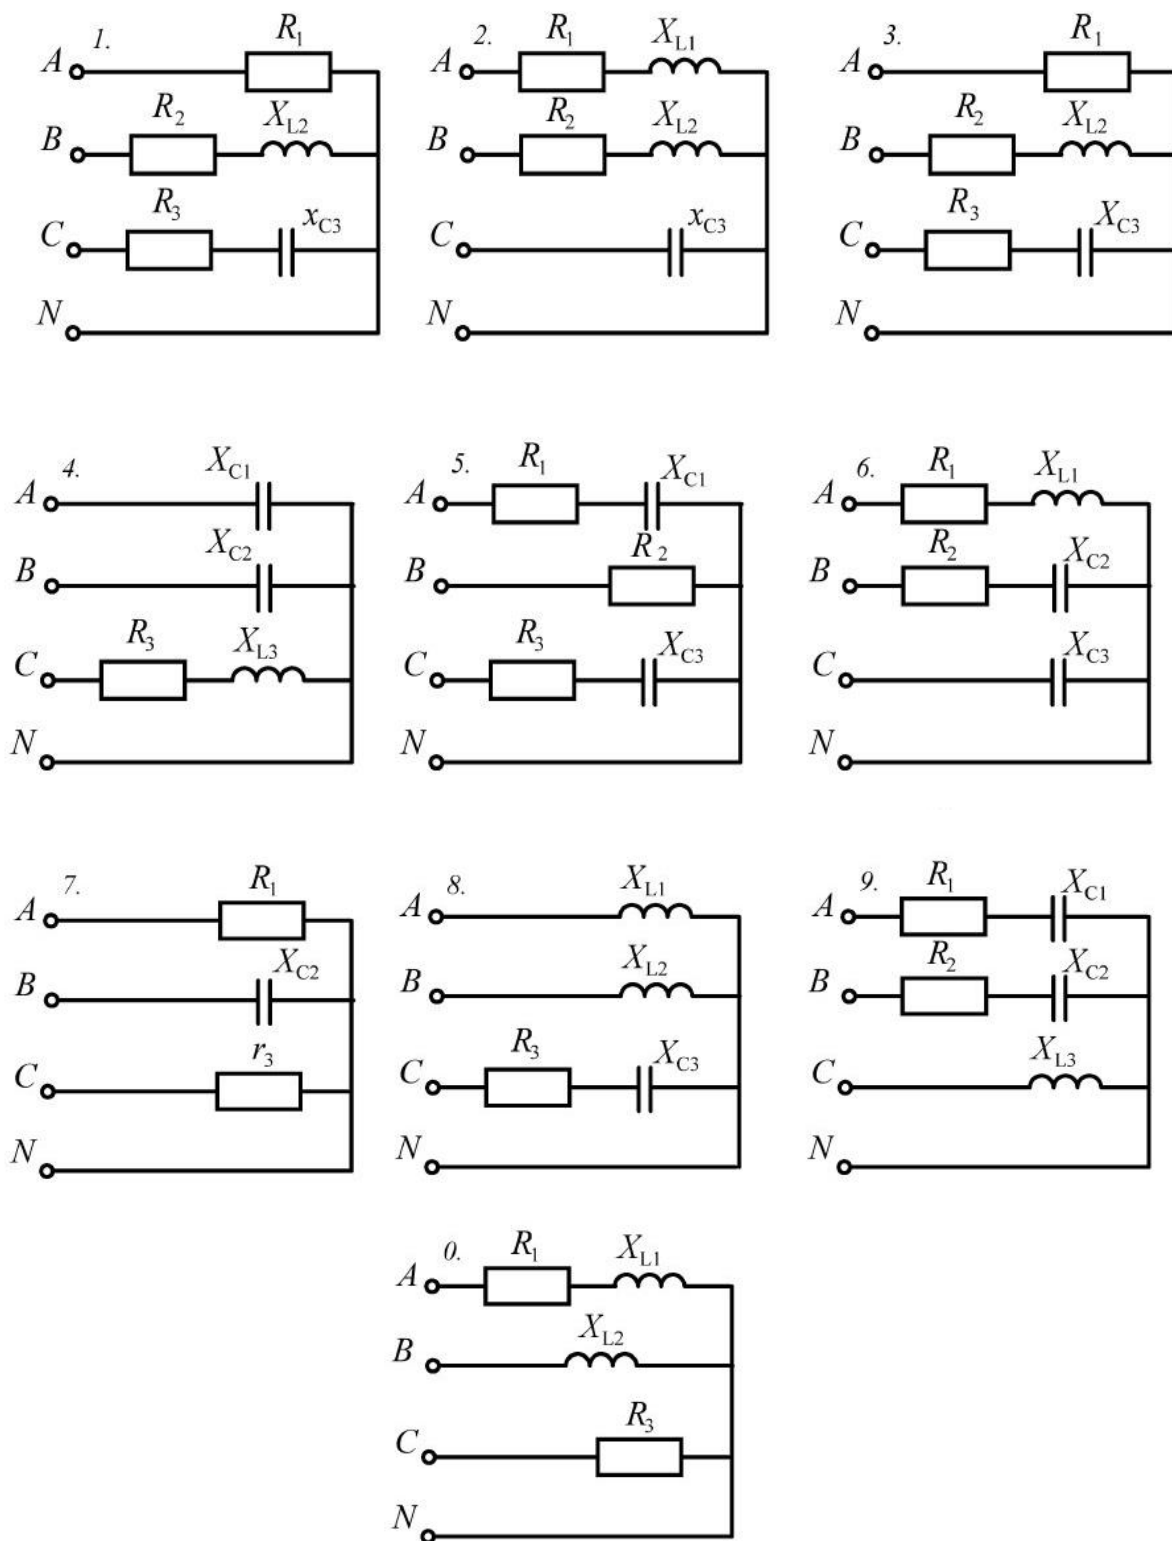 1. R1
A
R2 XL2
B
R3 xC3
C
N
2. R1 XL1
A
R2 XL2
B
xC3
C
N
3. R1
A
R2 XL2
B
R3 XC3
C
N
4. XC1
A
XC2
B
R3 XL3
C
N
5. R1 XC1
A
R2
B
R3 XC3
C
N
6. R1 XL1
A
R2 XC2
B
XC3
C
N
7. R1
A
XC2
B
r3
C
N
8. XL1
A
XL2
B
R3 XC3
C
N
9. R1 XC1
A
R2 XC2
B
XL3
C
N
0. R1 XL1
A
XL2
B
R3
C
N